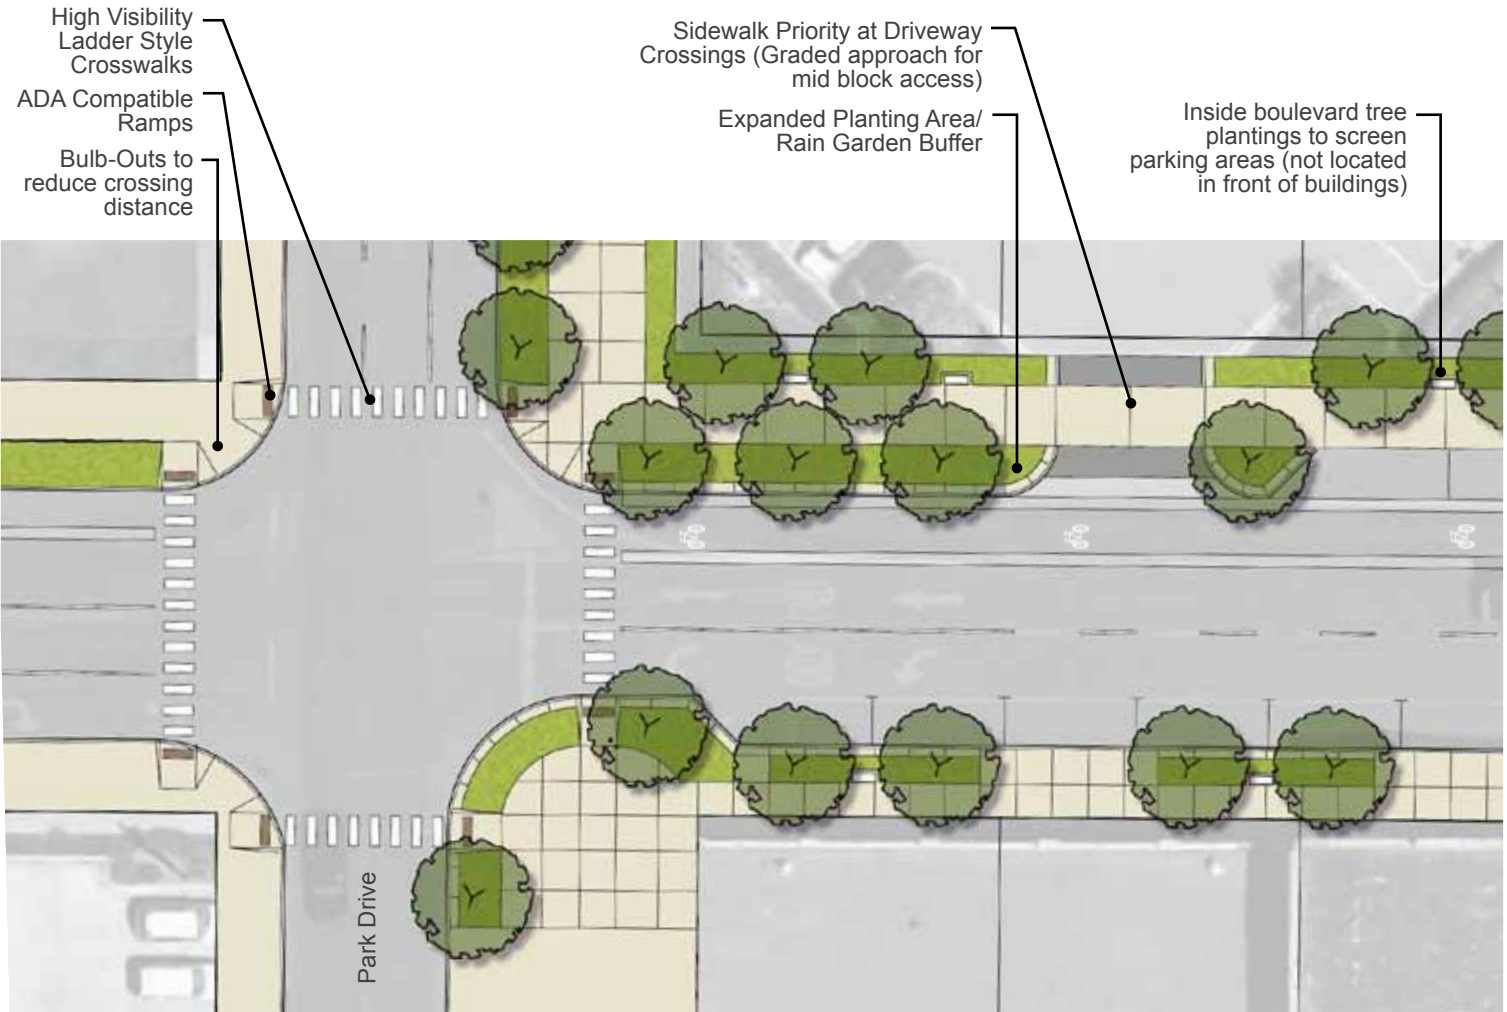 High Visibility
Ladder Style
Crosswalks
ADA Compatible
Ramps
Bulb-Outs to
reduce crossing
distance
Sidewalk Priority at Driveway
Crossings (Graded approach for
mid block access)
Expanded Planting Area/
Rain Garden Buffer
Inside boulevard tree
plantings to screen
parking areas (not located
in front of buildings)
Park Drive